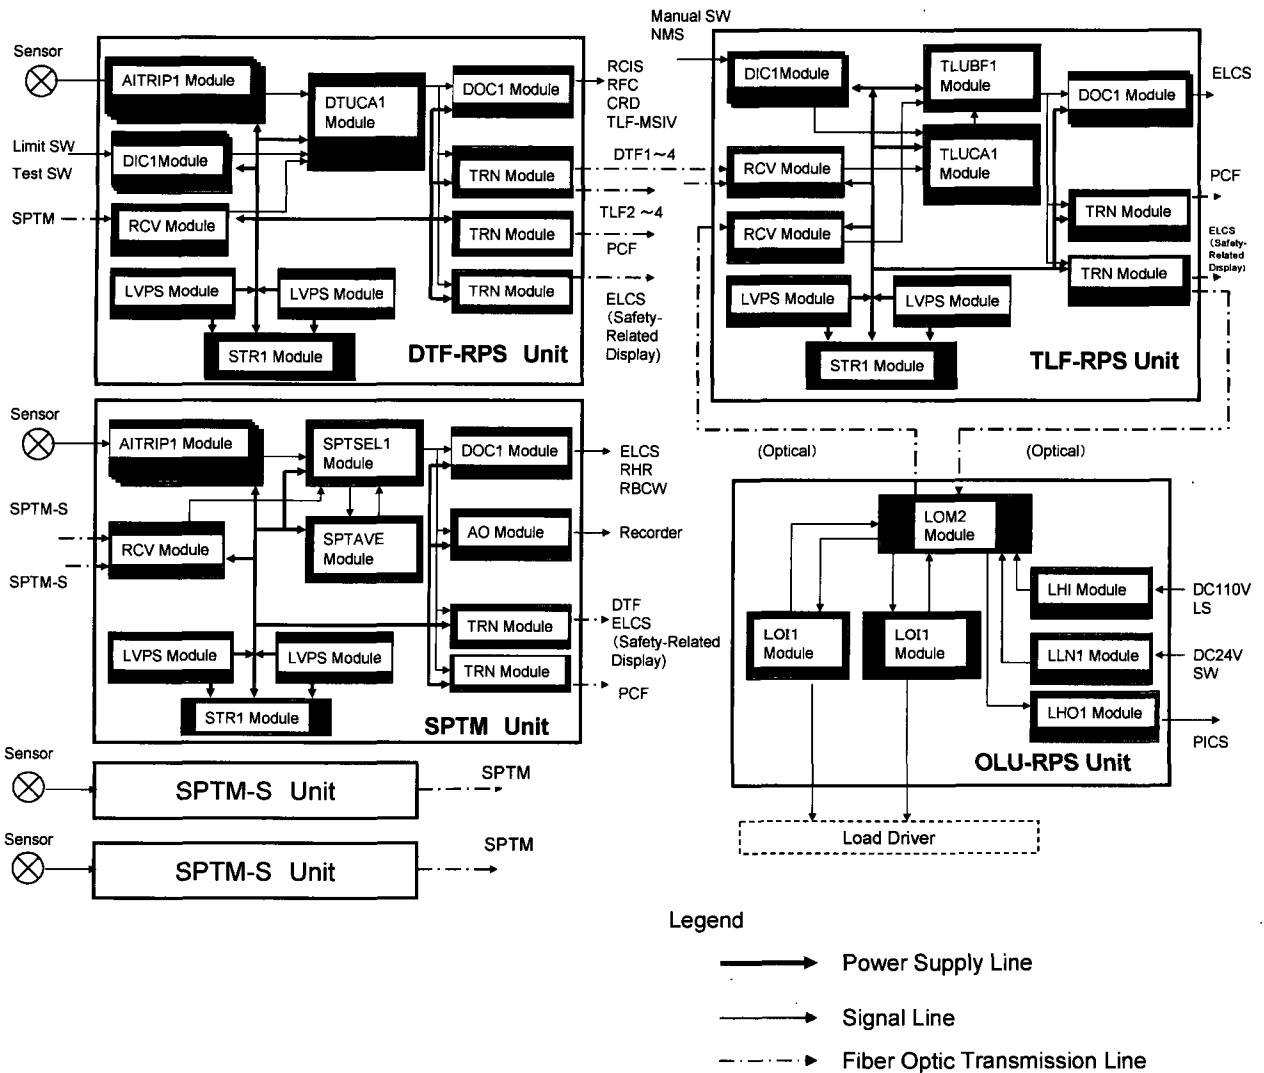 Sensor
AITRIP1 Module
DTUCA1
Module
DOC1 Module
RCIS
RFC
CRD
TLF-MSIV
Limit SW
Test SW
DIC1Module
TRN Module
DTF1~4
SPTM
RCV Module
TRN Module
TLF2 ~4
PCF
LVPS Module
LVPS Module
TRN Module
ELCS
(Safety-
Related
Display)
STR1 Module
DTF-RPS Unit
Manual SW
NMS
DIC1Module
TLUBF1
Module
DOC1 Module
ELCS
RCV Module
TLUCA1
Module
PCF
RCV Module
TRN Module
ELCS
(Safety-
Related
Display)
TRN Module
LVPS Module
LVPS Module
STR1 Module
TLF-RPS Unit
Sensor
AITRIP1 Module
SPTSEL1
Module
DOC1 Module
ELCS
RHR
RBCW
SPTM-S
RCV Module
SPTAVE
Module
AO Module
Recorder
SPTM-S
DTF
ELCS
(Safety-Related
Display)
TRN Module
LVPS Module
LVPS Module
TRN Module
PCF
STR1 Module
SPTM Unit
(Optical)
(Optical)
LOM2
Module
LHI Module
DC110V
LS
LOI1
Module
LOI1
Module
LLN1 Module
DC24V
SW
LHO1 Module
PICS
OLU-RPS Unit
Load Driver
Sensor
SPTM-S Unit
SPTM
Sensor
SPTM-S Unit
SPTM
Legend
Power Supply Line
Signal Line
Fiber Optic Transmission Line